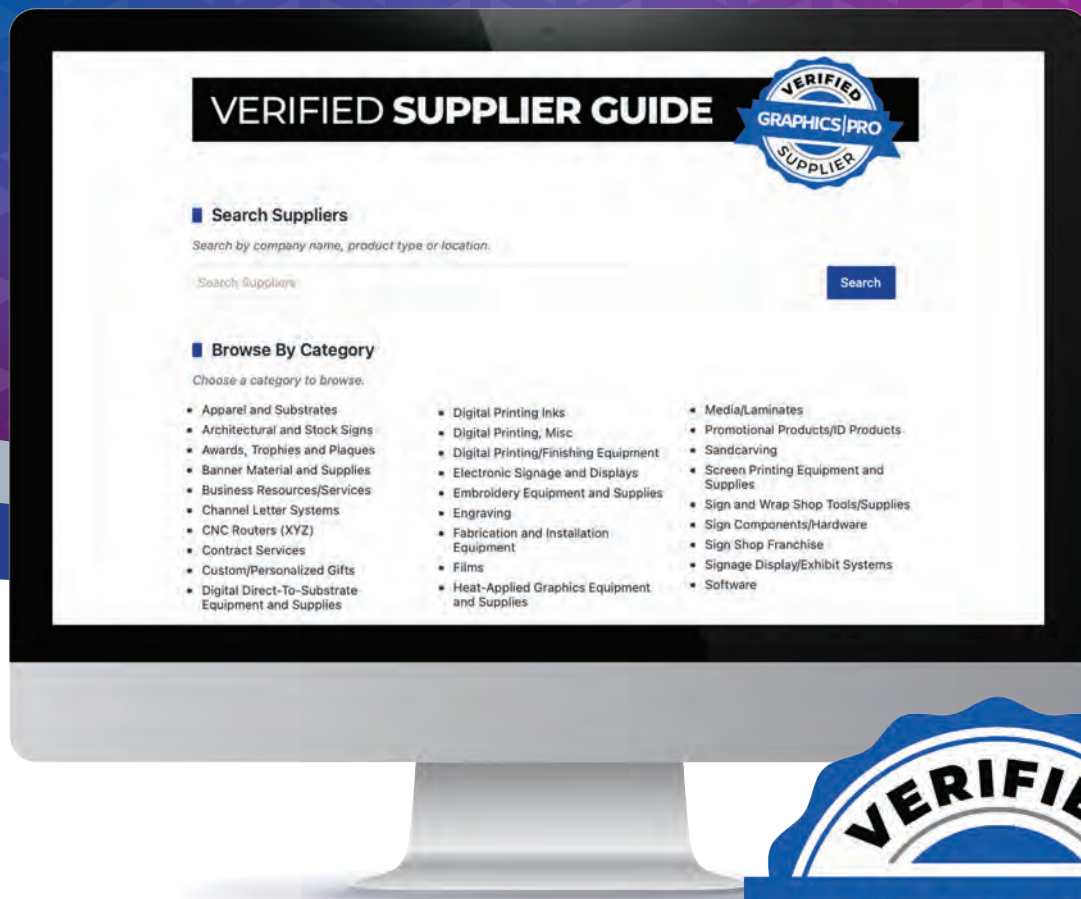 VERIFIED SUPPLIER GUIDE
VERIFIED
GRAPHICS|PRO
SUPPLIER
Search Suppliers
Search by company name, product type or location.
Search Suppliers
Search
Browse By Category
Choose a category to browse.
Apparel and Substrates
Architectural and Stock Signs
Awards, Trophies and Plaques
Banner Material and Supplies
Business Resources/Services
Channel Letter Systems
CNC Routers (XYZ)
Contract Services
Custom/Personalized Gifts
Digital Direct-To-Substrate
Equipment and Supplies
Digital Printing Inks
Digital Printing, Misc
Digital Printing/Finishing Equipment
Electronic Signage and Displays
Embroidery Equipment and Supplies
Engraving
Fabrication and Installation
Equipment
Films
Heat-Applied Graphics Equipment
and Supplies
Media/Laminates
Promotional Products/ID Products
Sandcarving
Screen Printing Equipment and
Supplies
Sign and Wrap Shop Tools/Supplies
Sign Components/Hardware
Sign Shop Franchise
Signage Display/Exhibit Systems
Software
VERIFIE